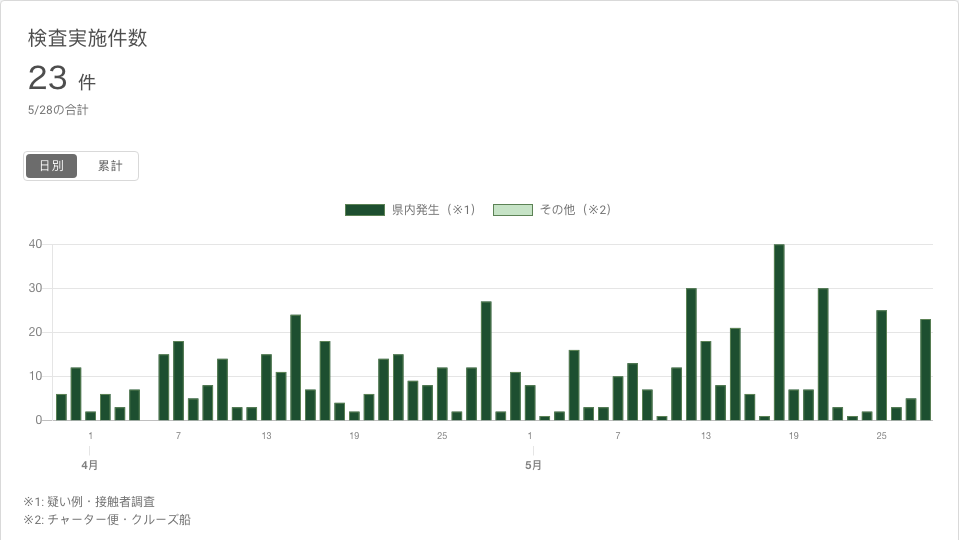 検査実施件数
23 件
5/28の合計
日別 累計
県内発生（※1） その他（※2）
40
30
20
10
0
1 7 13 19 25 1 7 13 19 25
4月 5月
※1: 疑い例・接触者調査
※2: チャーター便・クルーズ船